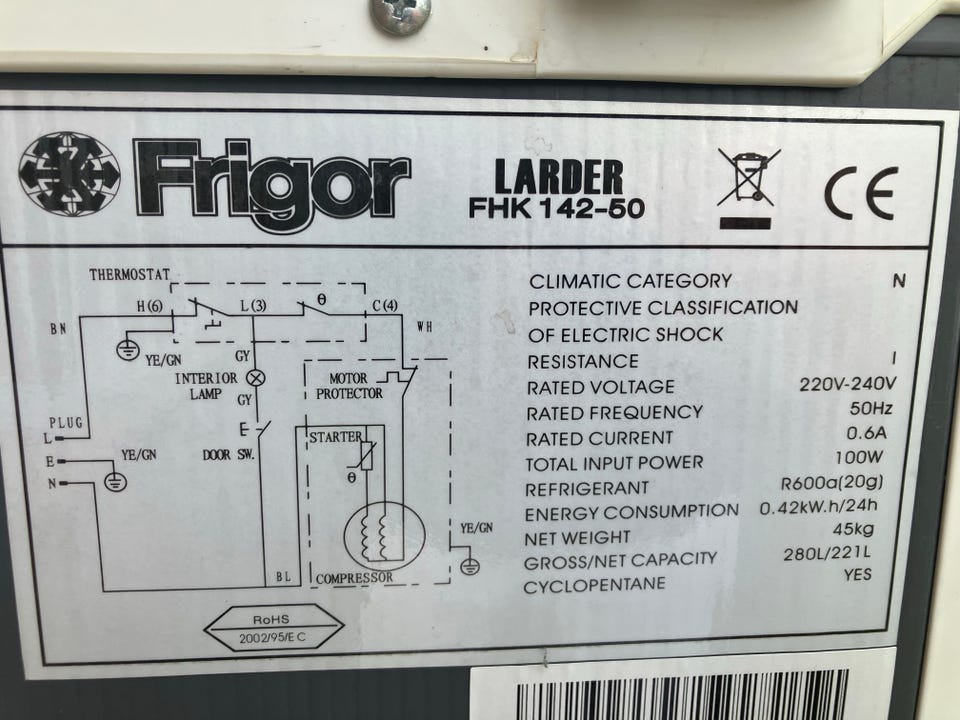 Frigor
LARDER
FHK 142-50
CE
THERMOSTAT
H(6)
L(3)
θ
C(4)
BN
WH
YE/GN
GY
INTERIOR
LAMP
GY
MOTOR
PROTECTOR
PLUG
L
E
YE/GN
N
DOOR SW.
STARTER
θ
YE/GN
BL
COMPRESSOR
RoHS
2002/95/EC
CLIMATIC CATEGORY N
PROTECTIVE CLASSIFICATION
OF ELECTRIC SHOCK
RESISTANCE I
RATED VOLTAGE 220V-240V
RATED FREQUENCY 50Hz
RATED CURRENT 0.6A
TOTAL INPUT POWER 100W
REFRIGERANT R600a(20g)
ENERGY CONSUMPTION 0.42kW.h/24h
NET WEIGHT 45kg
GROSS/NET CAPACITY 280L/221L
CYCLOPENTANE YES